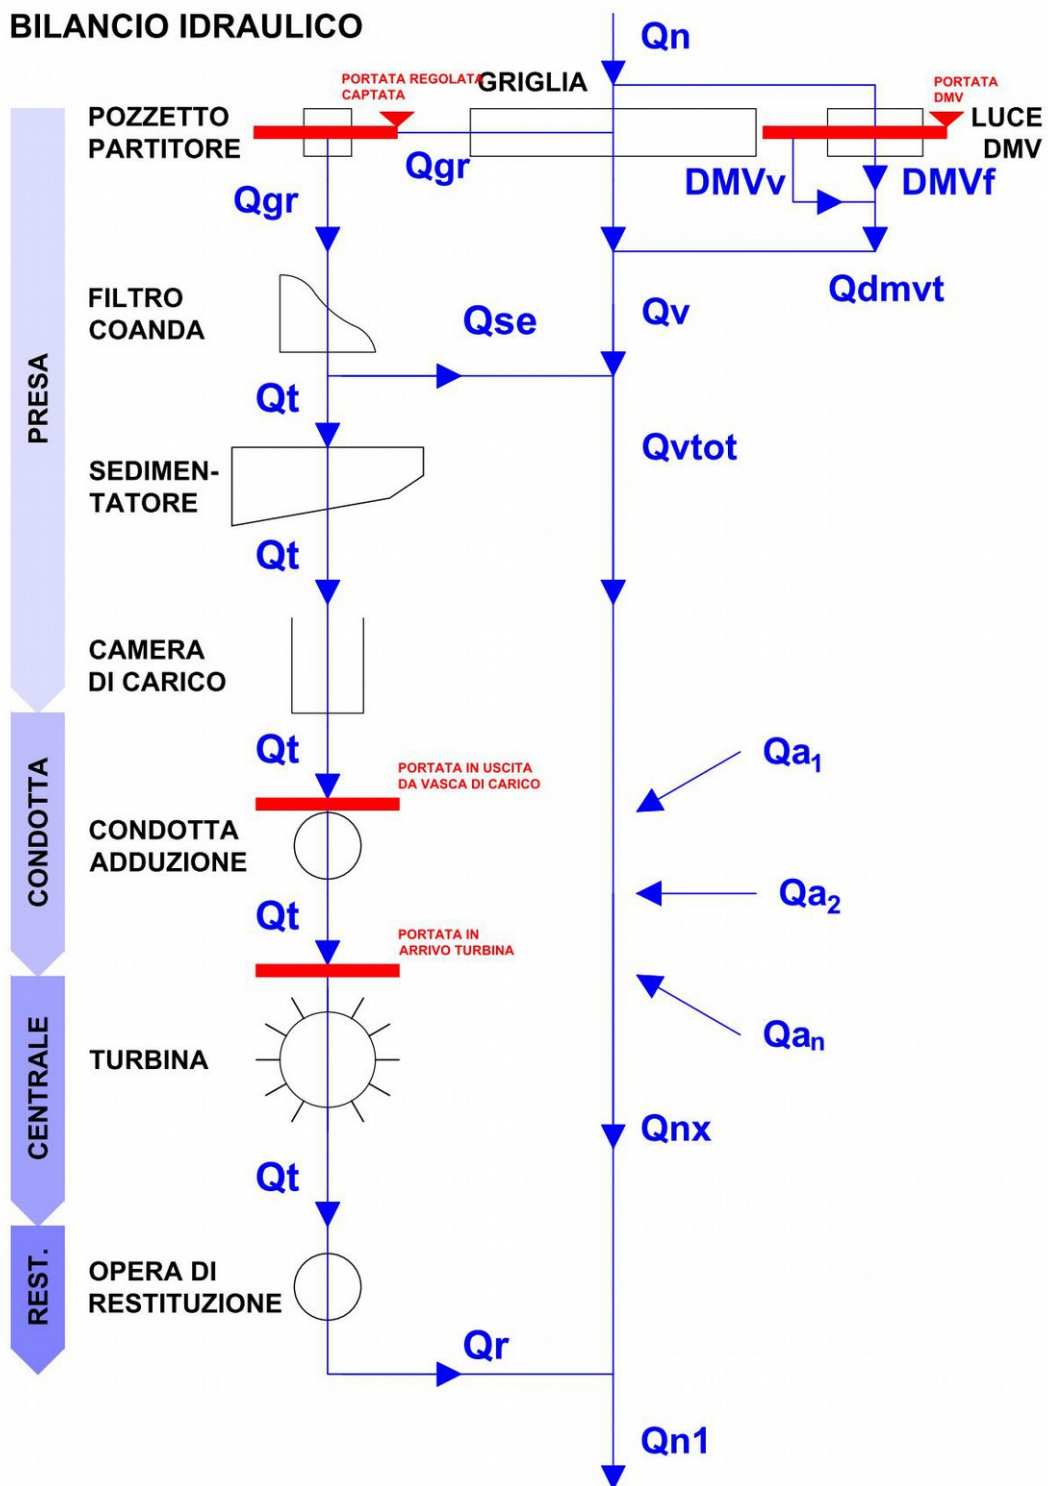 BILANCIO IDRAULICO
Qn
PORTATA REGOLATA
CAPTATA
GRIGLIA
PORTATA
DMV
POZZETTO
PARTITORE
LUCE
DMV
Qgr
Qgr
DMVv
DMVf
Qdmvt
FILTRO
COANDA
Qse
Qv
PRESA
Qt
Qvtot
SEDIMEN-
TATORE
Qt
CAMERA
DI CARICO
Qt
Qa1
PORTATA IN USCITA
DA VASCA DI CARICO
CONDOTTA
CONDOTTA
ADDUZIONE
Qt
Qa2
PORTATA IN
ARRIVO TURBINA
Qan
CENTRALE
TURBINA
Qnx
Qt
REST.
OPERA DI
RESTITUZIONE
Qr
Qn1